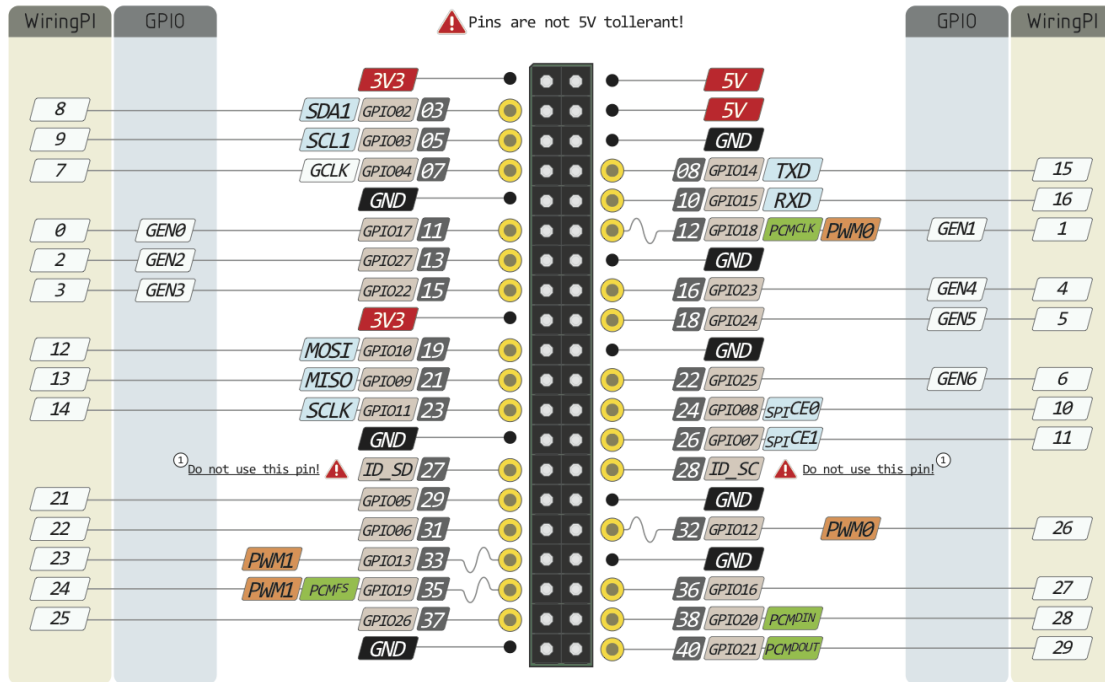 WiringPI GPIO Pins are not 5V tollerant! GPIO WiringPI
3V3 5V
8 SDA1 GPIO02 03 5V
9 SCL1 GPIO03 05 GND
7 GCLK GPIO04 07 08 GPIO14 TXD 15
GND 10 GPIO15 RXD 16
0 GEN0 GPIO17 11 12 GPIO18 PCMCLK PWM0 GEN1 1
2 GEN2 GPIO27 13 GND
3 GEN3 GPIO22 15 16 GPIO23 GEN4 4
3V3 18 GPIO24 GEN5 5
12 MOSI GPIO10 19 GND
13 MISO GPIO09 21 22 GPIO25 GEN6 6
14 SCLK GPIO11 23 24 GPIO08 SPICE0 10
GND 26 GPIO07 SPICE1 11
1 Do not use this pin! ID_SD 27 28 ID_SC Do not use this pin! 1
21 GPIO05 29 GND
22 GPIO06 31 32 GPIO12 PWM0 26
23 PWM1 GPIO13 33 GND
24 PWM1 PCMFS GPIO19 35 36 GPIO16 27
25 GPIO26 37 38 GPIO20 PCMDIN 28
GND 40 GPIO21 PCMDOUT 29